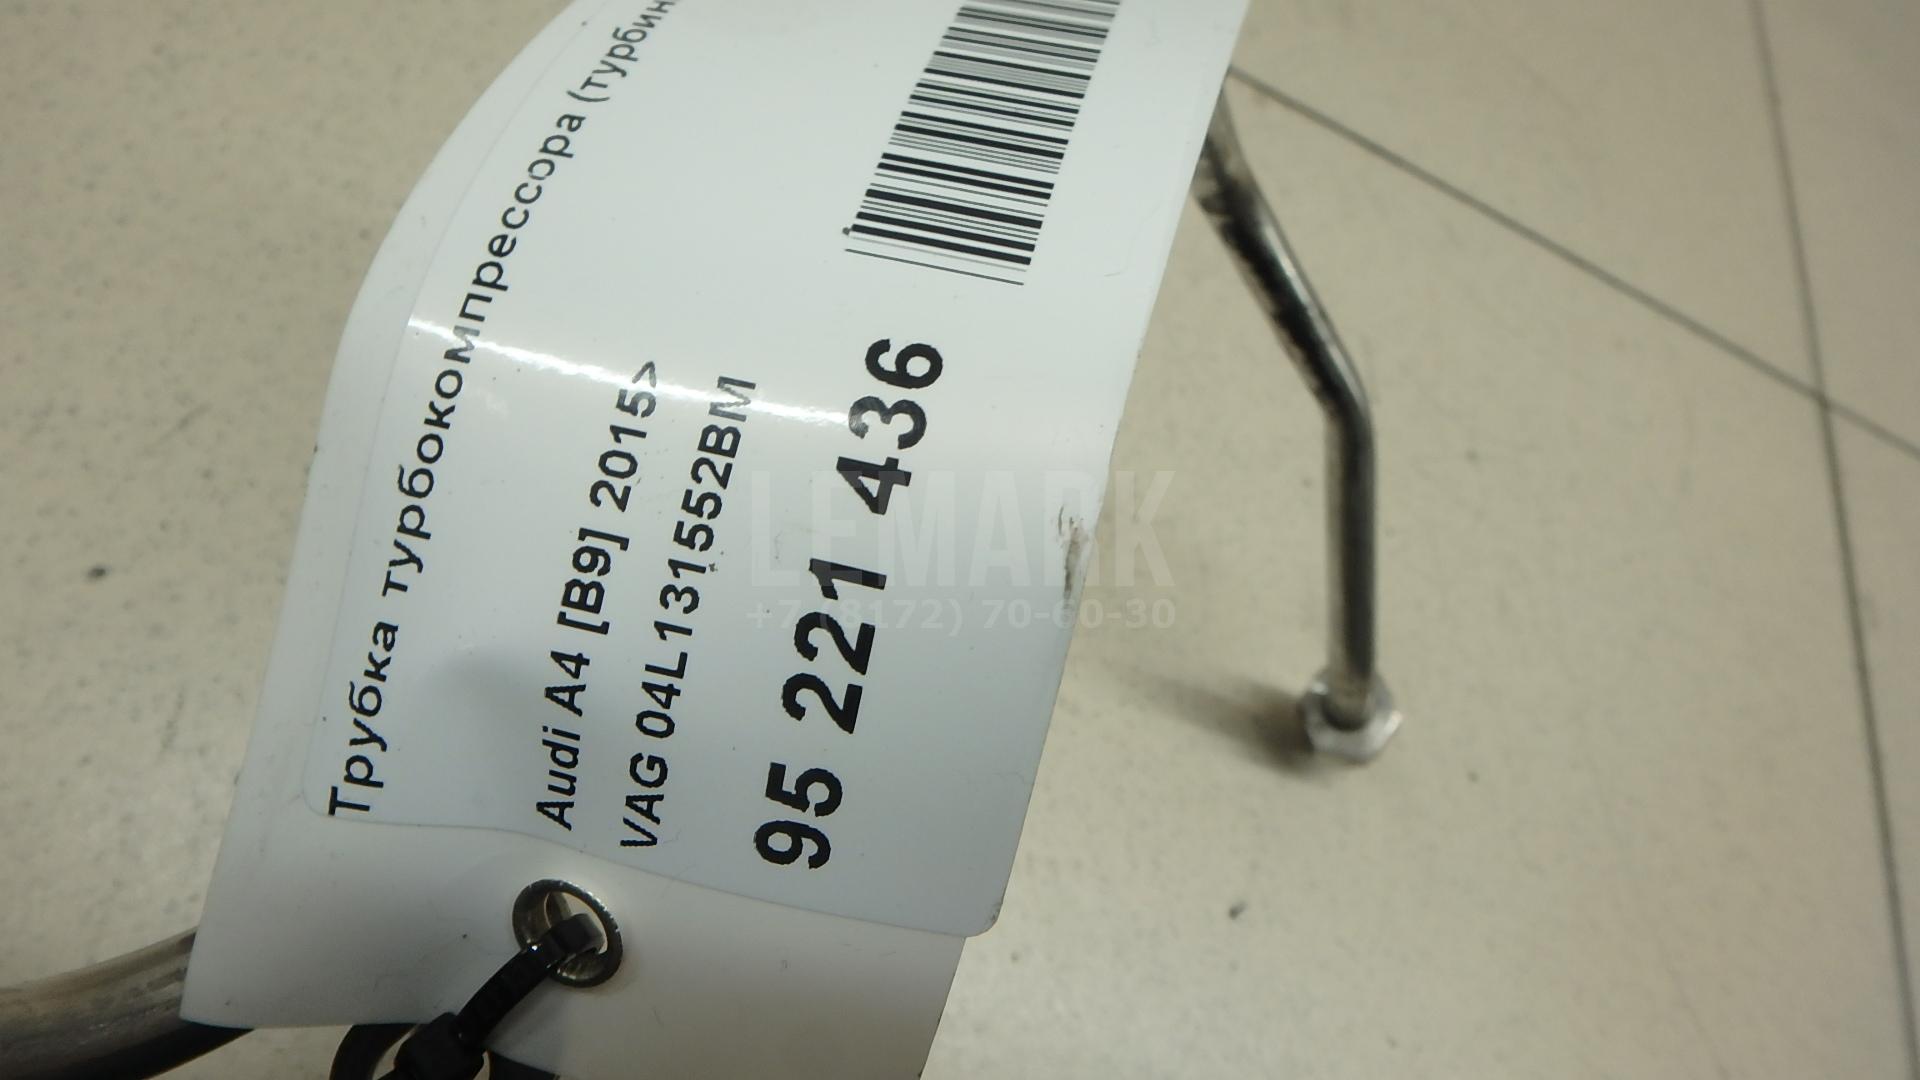 Трубка турбокомпрессора (турбин
Audi A4 [B9] 2015>
VAG 04L131552BM
95 221 436
LEMARK
+7 (8172) 70-60-30